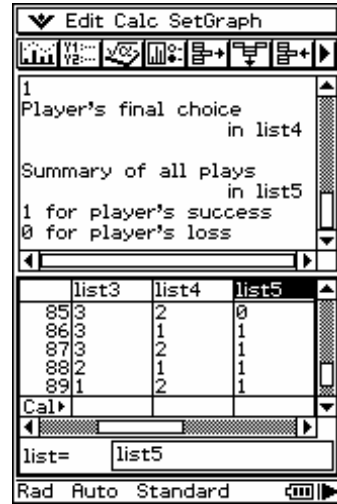 Edit Calc SetGraph
1
Player's final choice
in list4
Summary of all plays
in list5
1 for player's success
0 for player's loss
list3 list4 list5
85 3 2 0
86 3 1 1
87 3 2 1
88 2 1 1
89 1 2 1
Cal▶
list= list5
Rad Auto Standard